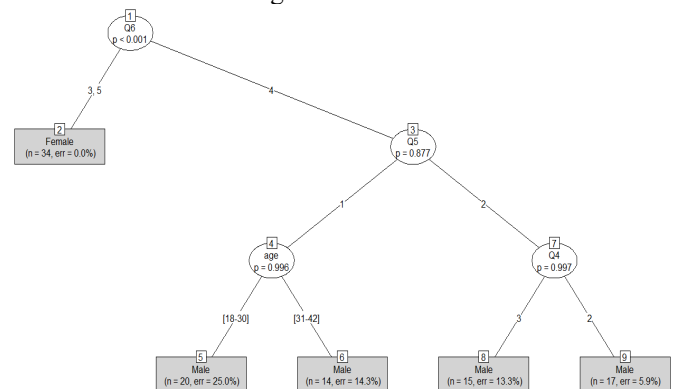 1
Q6
p < 0.001
3, 5
4
2
Female
(n = 34, err = 0.0%)
3
Q5
p = 0.877
1
2
4
age
p = 0.996
7
Q4
p = 0.997
[18-30]
[31-42]
3
2
5
Male
(n = 20, err = 25.0%)
6
Male
(n = 14, err = 14.3%)
8
Male
(n = 15, err = 13.3%)
9
Male
(n = 17, err = 5.9%)